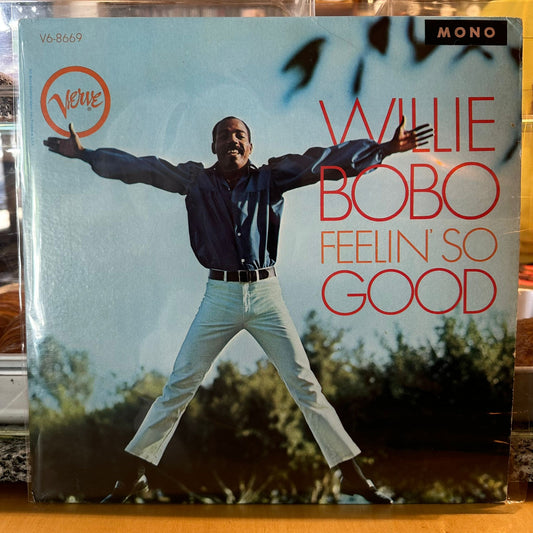 V6-8669
MONO
Verve
WILLIE
BOBO
FEELIN' SO
GOOD